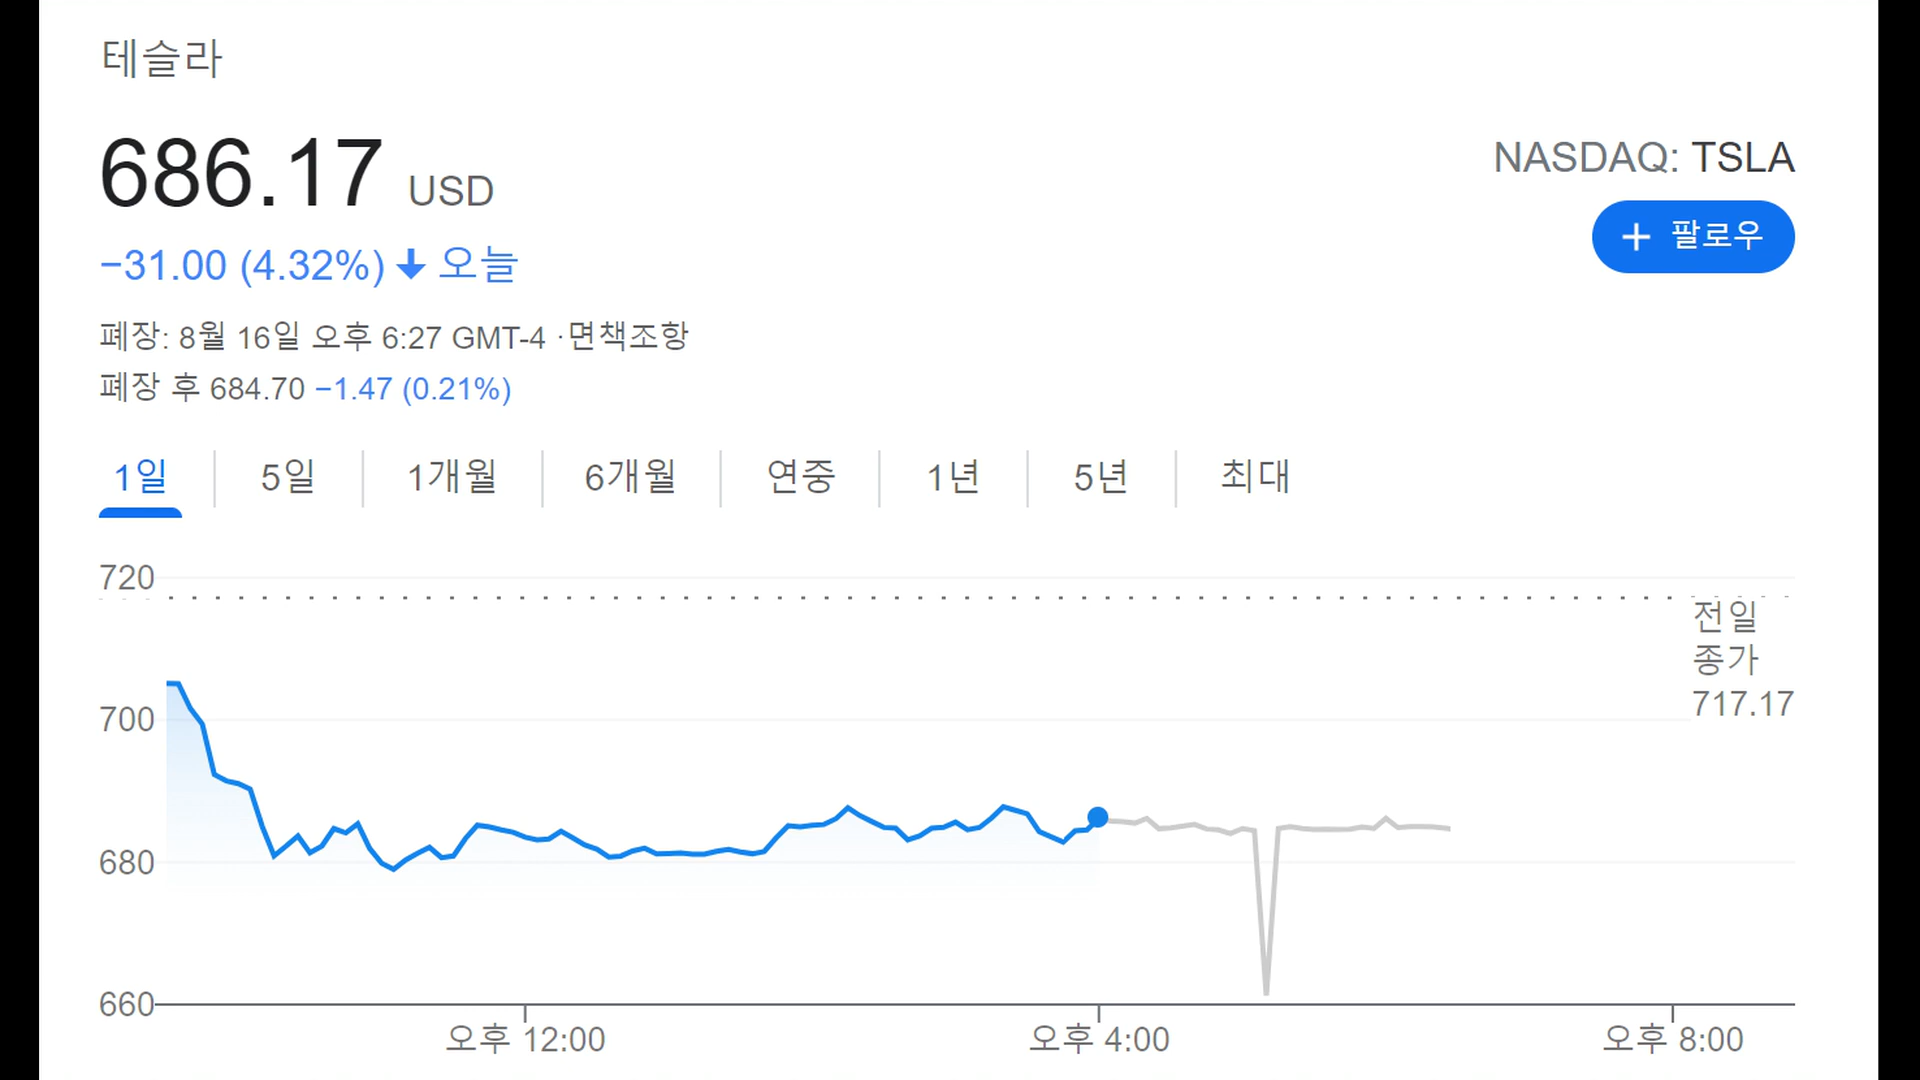 테슬라
686.17 USD
NASDAQ: TSLA
+ 팔로우
−31.00 (4.32%) 오늘
폐장: 8월 16일 오후 6:27 GMT-4 ·면책조항
폐장 후 684.70 −1.47 (0.21%)
1일 5일 1개월 6개월 연중 1년 5년 최대
720
전일
종가
717.17
700
680
660
오후 12:00 오후 4:00 오후 8:00